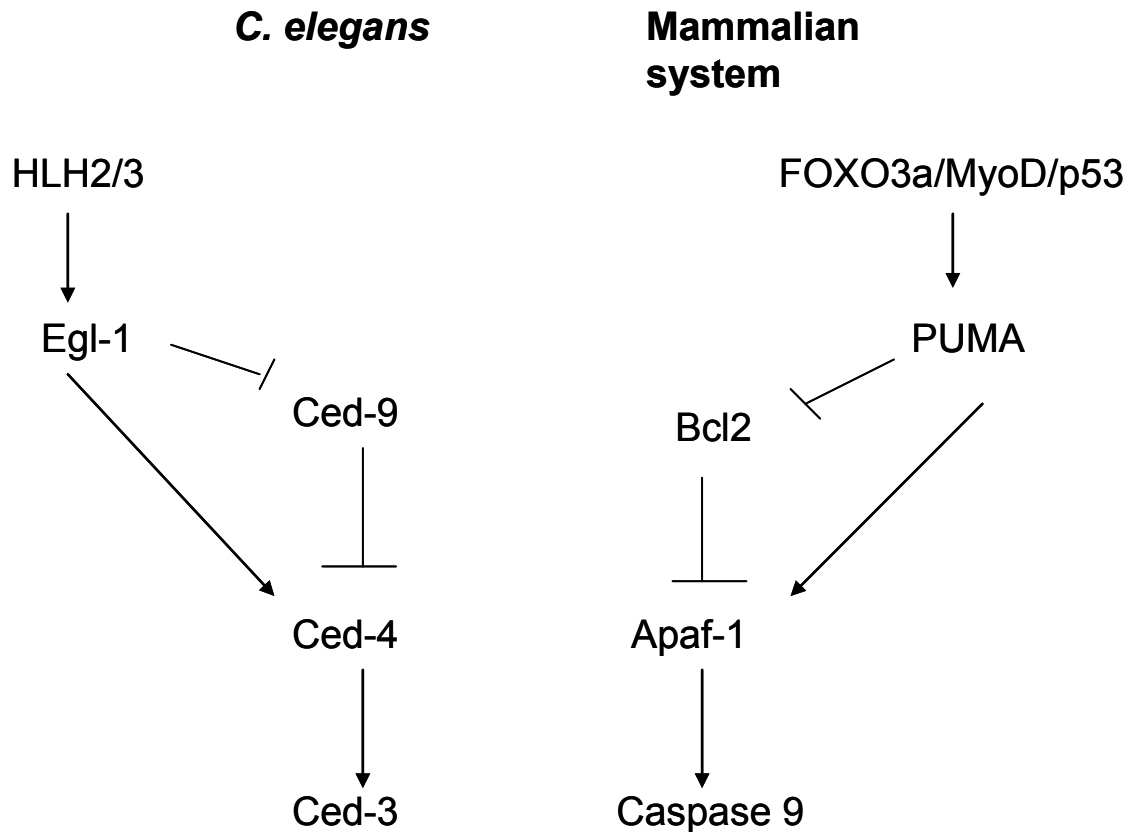 C. elegans
Mammalian
system
HLH2/3
FOXO3a/MyoD/p53
Egl-1
PUMA
Ced-9
Bcl2
Ced-4
Apaf-1
Ced-3
Caspase 9